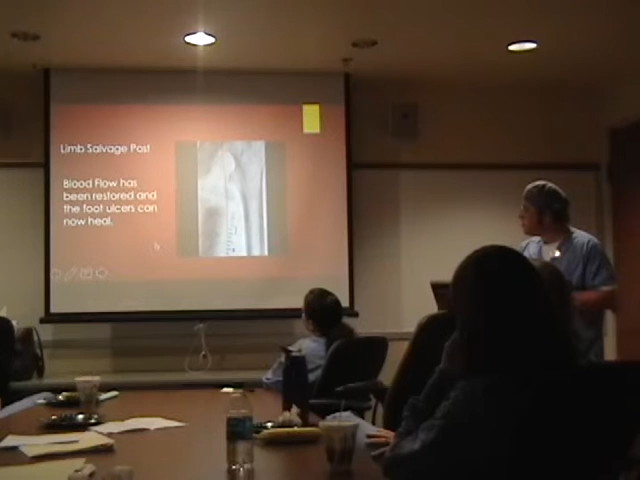 Limb Salvage Post
Blood Flow has
been restored and
the foot ulcers can
now heal.